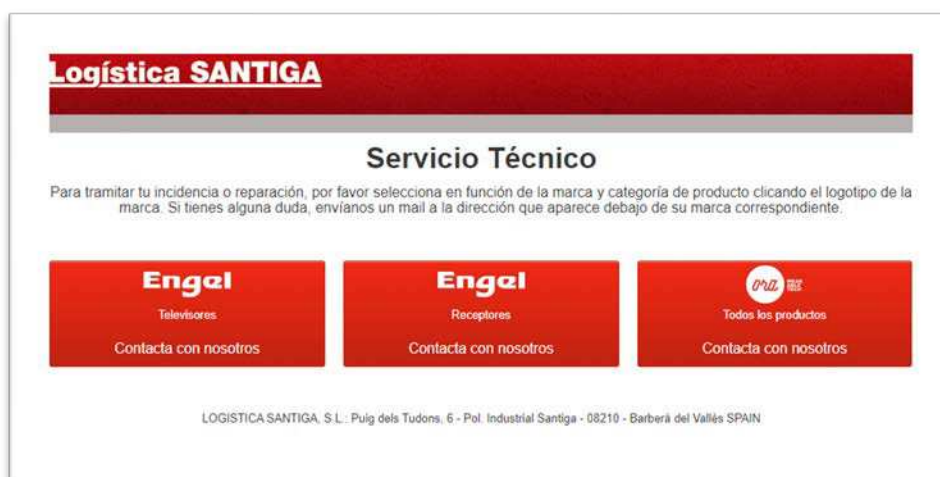 Logística SANTIGA
Servicio Técnico
Para tramitar tu incidencia o reparación, por favor selecciona en función de la marca y categoría de producto clicando el logotipo de la
marca. Si tienes alguna duda, envíanos un mail a la dirección que aparece debajo de su marca correspondiente.
Engel
Televisores
Contacta con nosotros
Engel
Receptores
Contacta con nosotros
ora
Todos los productos
Contacta con nosotros
LOGISTICA SANTIGA, S.L.: Puig dels Tudons, 6 - Pol. Industrial Santiga - 08210 - Barberà del Vallès SPAIN